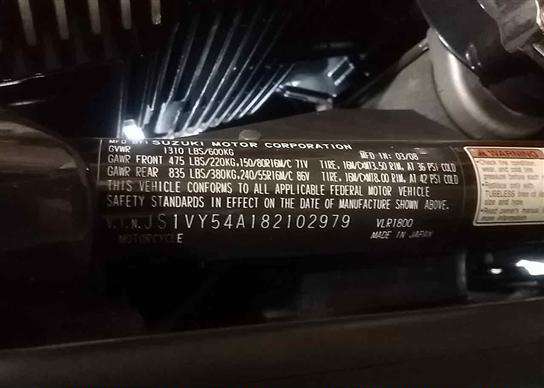 MFD BY SUZUKI MOTOR CORPORATION
GVWR 1310 LBS/600KG MFD IN: 03/08
GAWR FRONT 475 LBS/220KG,150/80R16M/C 71V TIRE, 16M/C*MT3.50 RIM, AT 36 PSI COLD
GAWR REAR 835 LBS/380KG,240/55R16M/C 86V TIRE, 16M/C*MT8.00 RIM, AT 42 PSI COLD
THIS VEHICLE CONFORMS TO ALL APPLICABLE FEDERAL MOTOR VEHICLE
SAFETY STANDARDS IN EFFECT ON THE DATE OF MANUFACTURE SHOWN ABOVE.
V.I.N. JS1VY54A182102979 VLR1800
MOTORCYCLE MADE IN JAPAN
TUBELESS